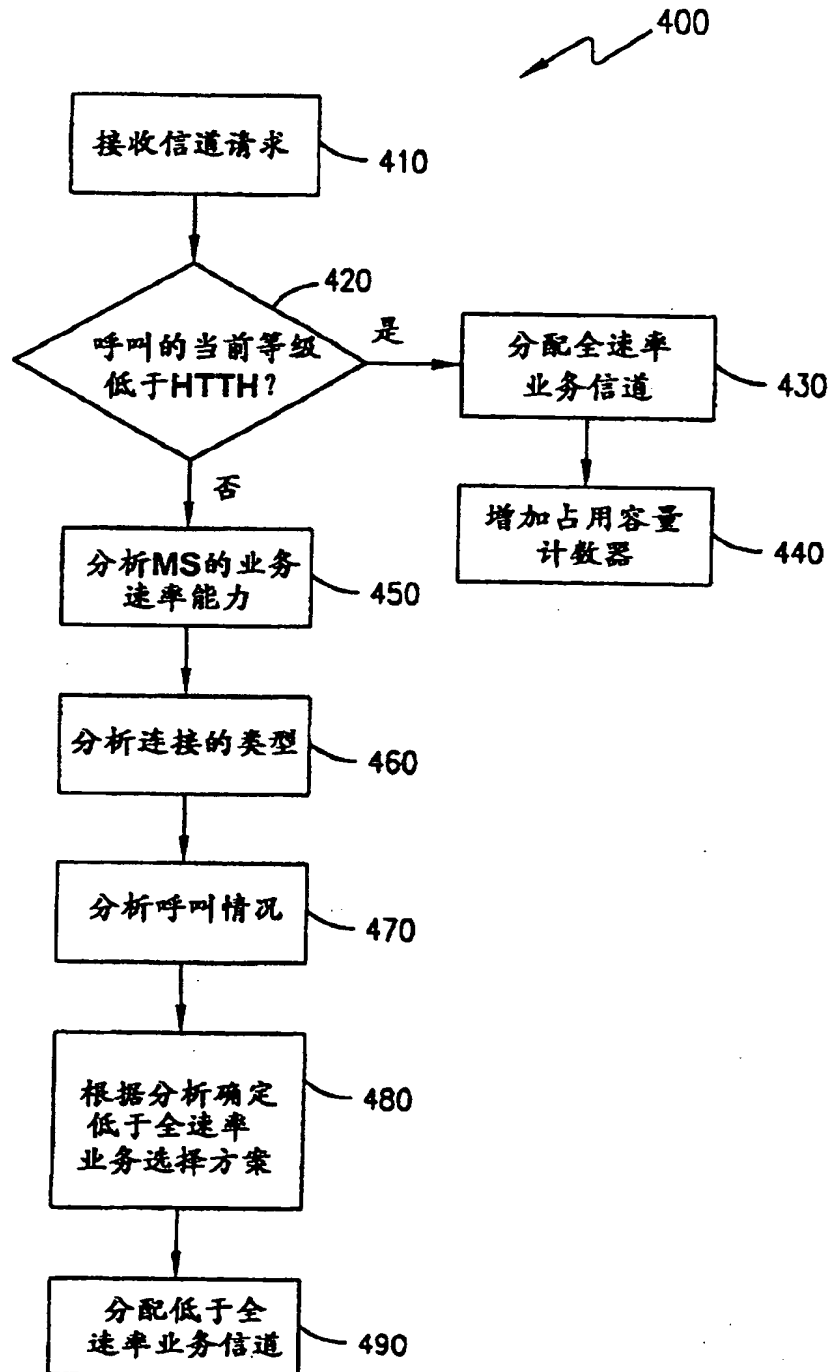 400
接收信道请求
410
420
呼叫的当前等级
低于HTTH?
是
分配全速率
业务信道
430
增加占用容量
计数器
440
否
分析MS的业务
速率能力
450
分析连接的类型
460
分析呼叫情况
470
根据分析确定
低于全速率
业务选择方案
480
分配低于全
速率业务信道
490